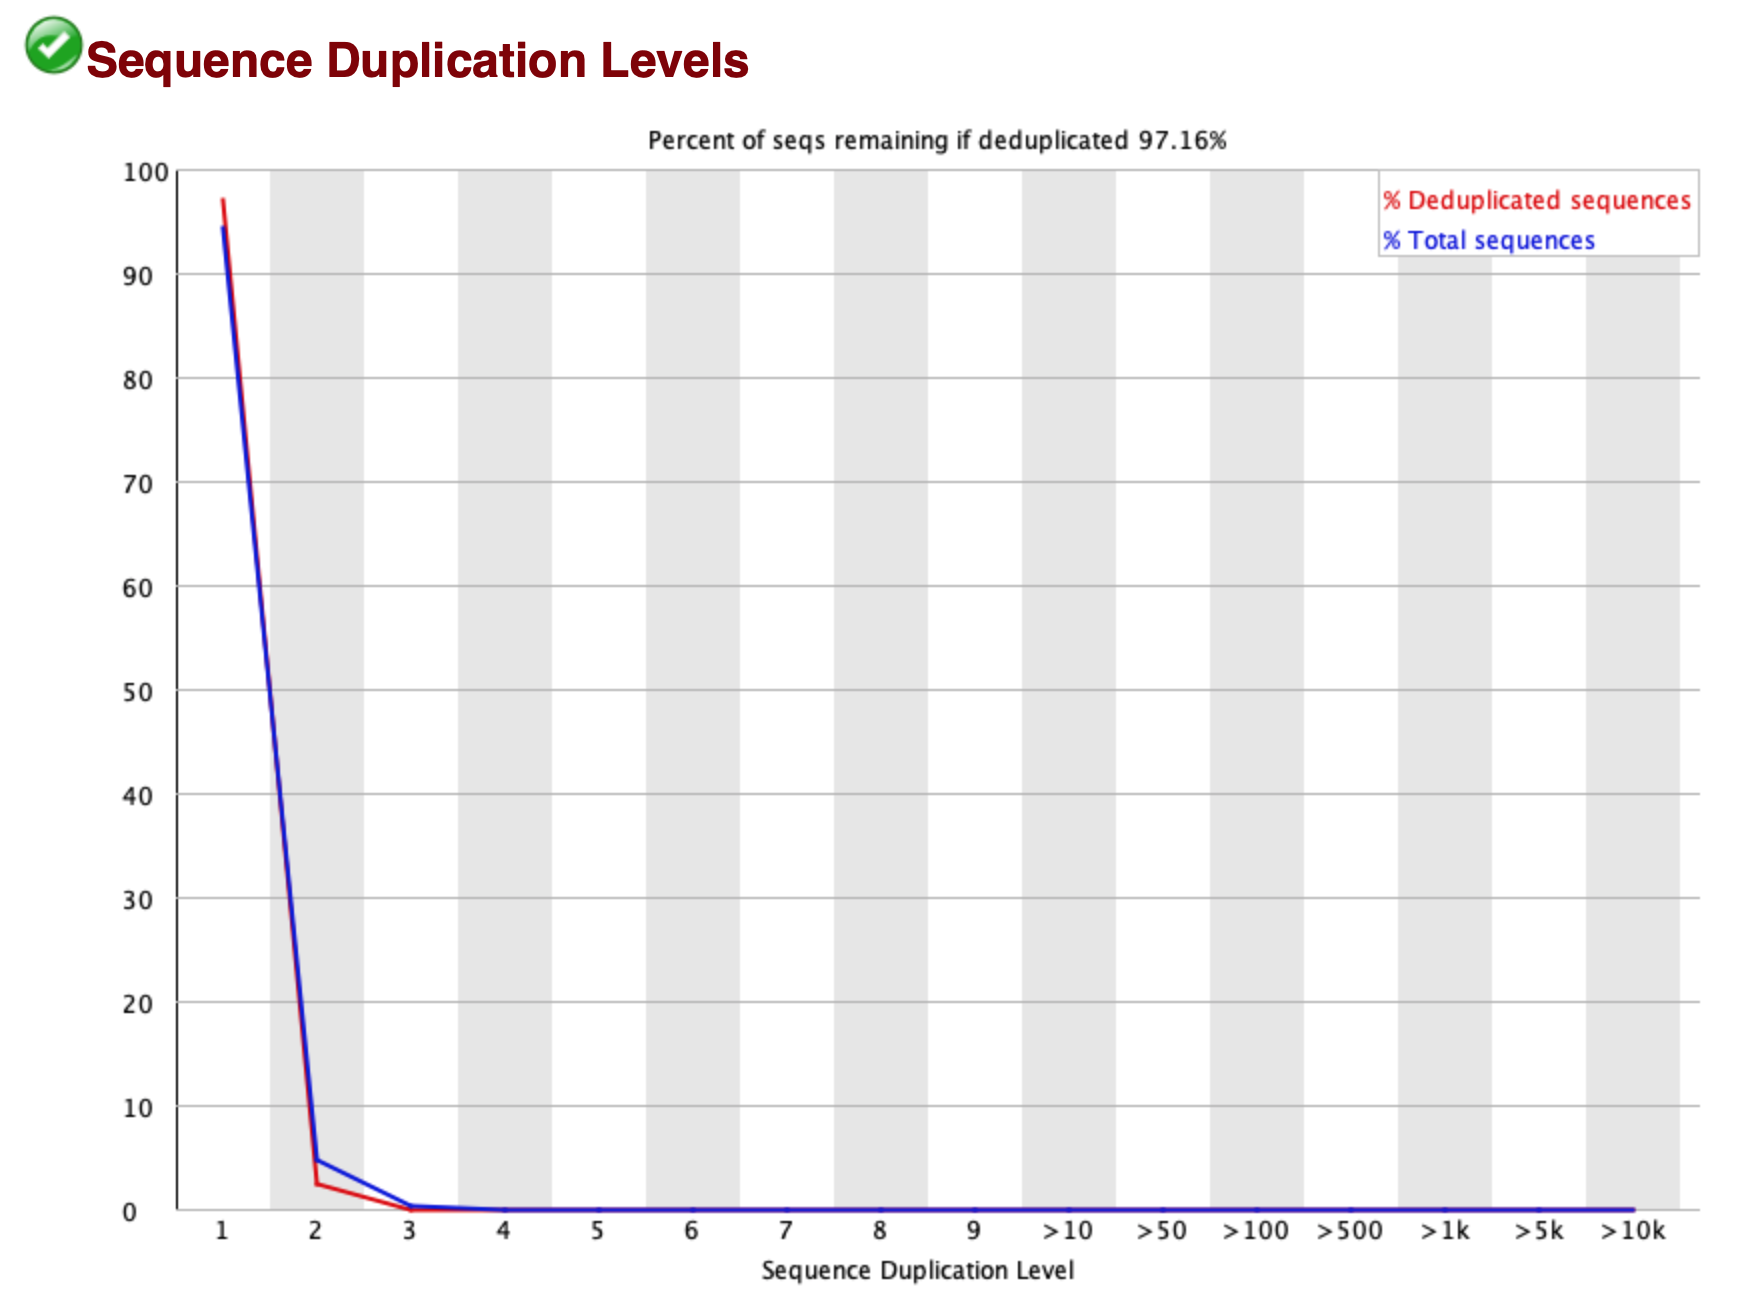 Sequence Duplication Levels
Percent of seqs remaining if deduplicated 97.16%
% Deduplicated sequences
% Total sequences
100
90
80
70
60
50
40
30
20
10
0
1 2 3 4 5 6 7 8 9 >10 >50 >100 >500 >1k >5k >10k
Sequence Duplication Level